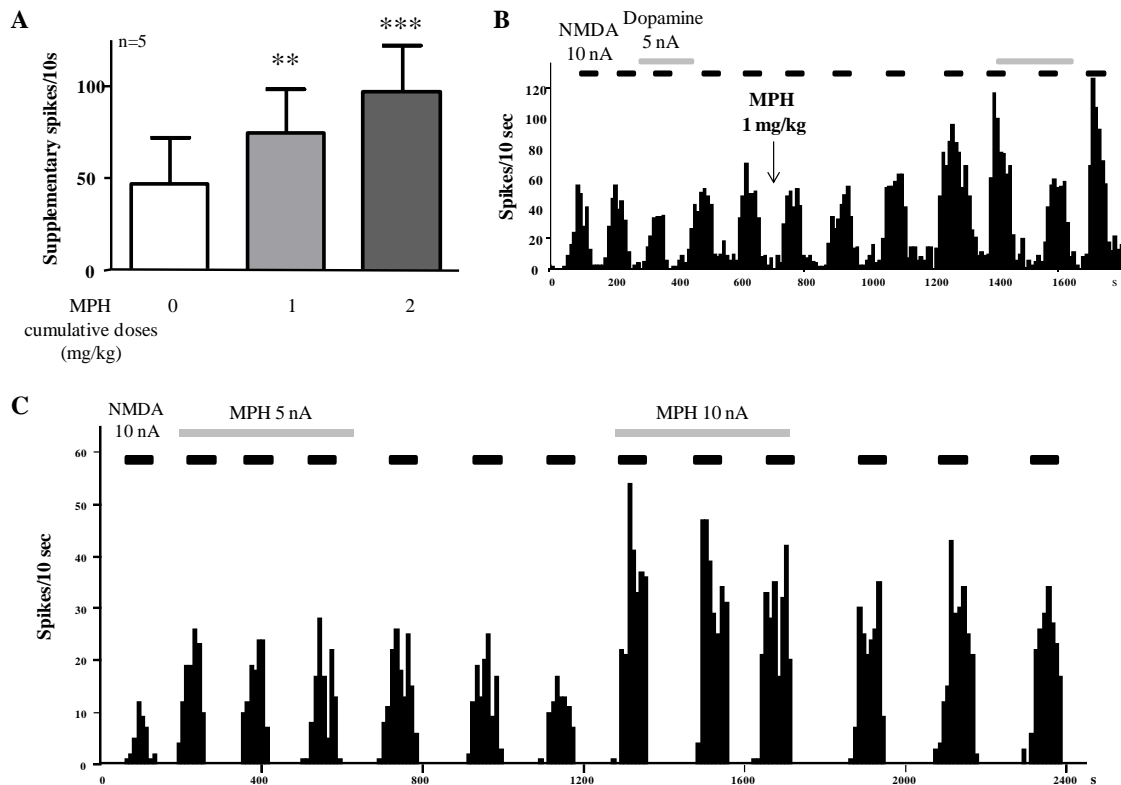 A
n=5
**
***
Supplementary spikes/10s
100
50
0
MPH 0 1 2
cumulative doses
(mg/kg)
B
NMDA
10 nA
Dopamine
5 nA
MPH
1 mg/kg
Spikes/10 sec
120
100
80
60
40
20
0
0 200 400 600 800 1000 1200 1400 1600 s
C
NMDA
10 nA
MPH 5 nA
MPH 10 nA
Spikes/10 sec
60
50
40
30
20
10
0
0 400 800 1200 1600 2000 2400 s